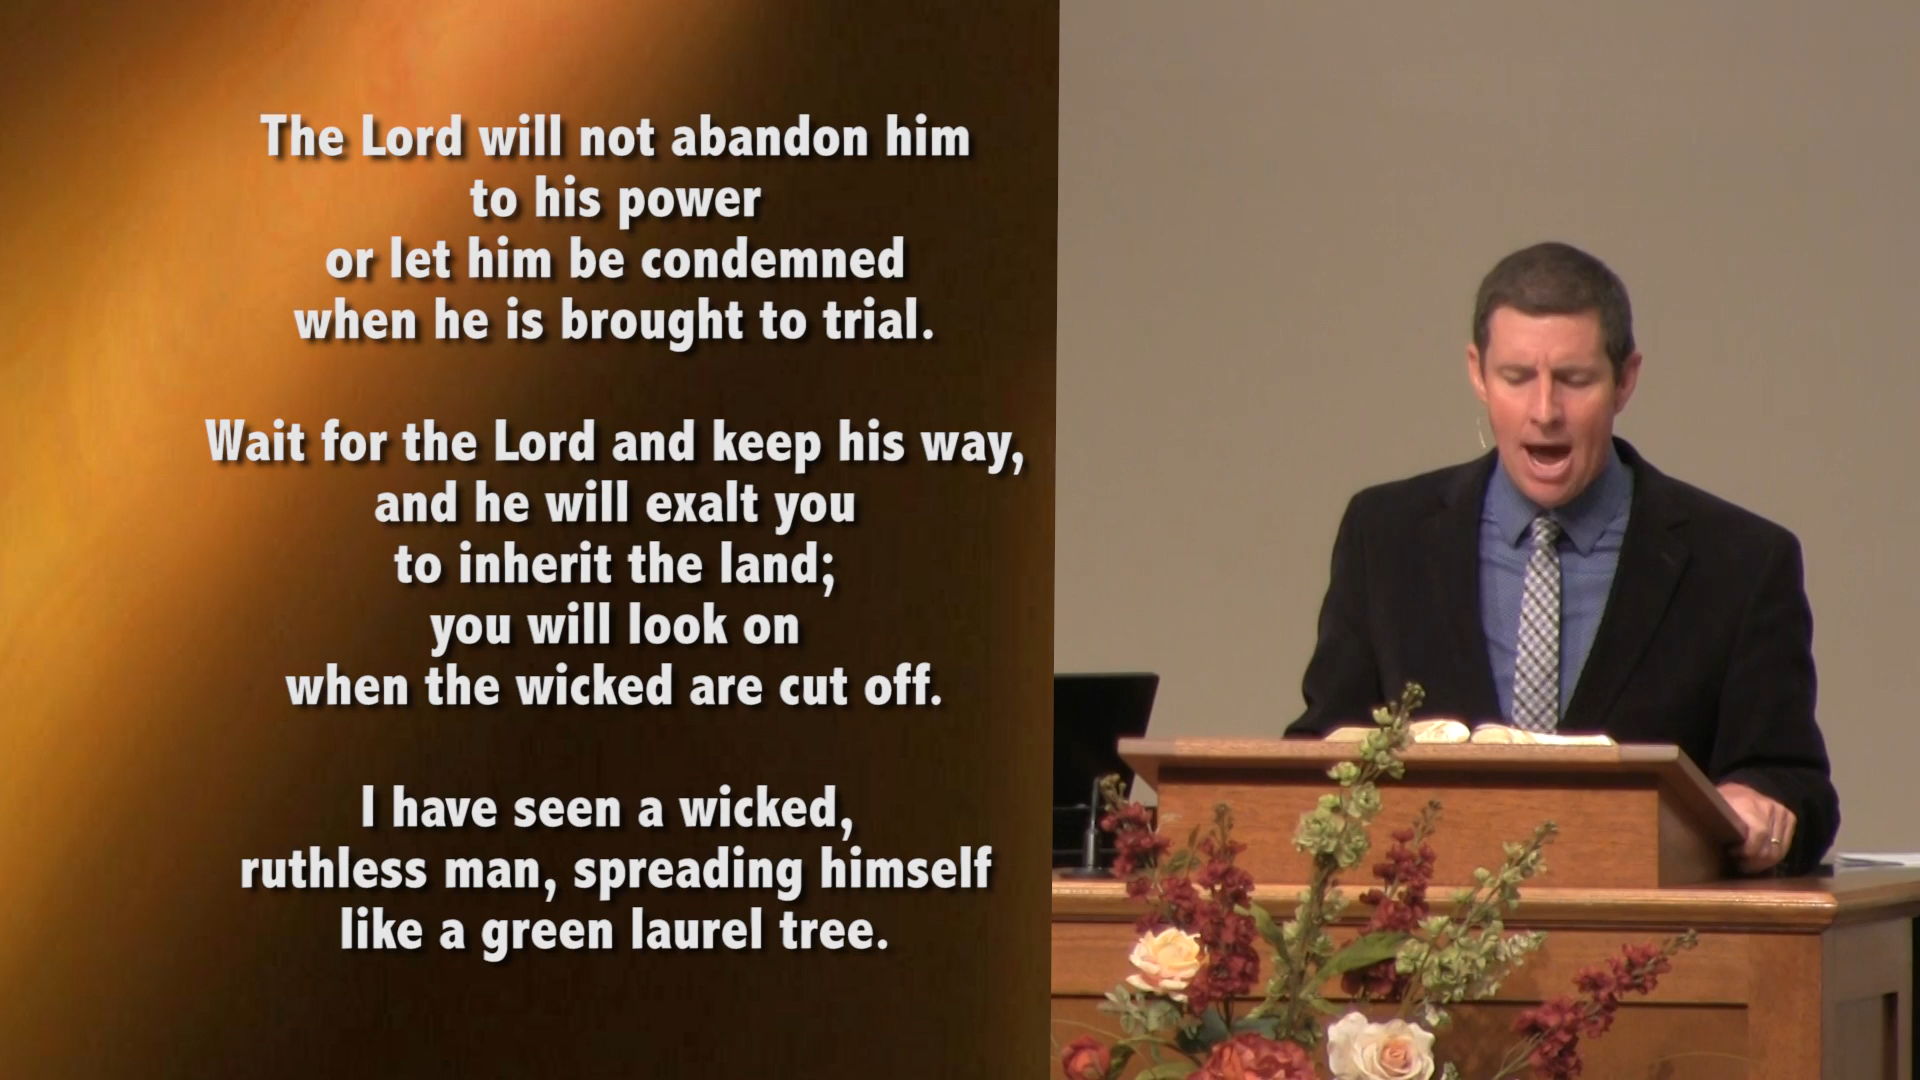 The Lord will not abandon him
to his power
or let him be condemned
when he is brought to trial.
Wait for the Lord and keep his way,
and he will exalt you
to inherit the land;
you will look on
when the wicked are cut off.
I have seen a wicked,
ruthless man, spreading himself
like a green laurel tree.